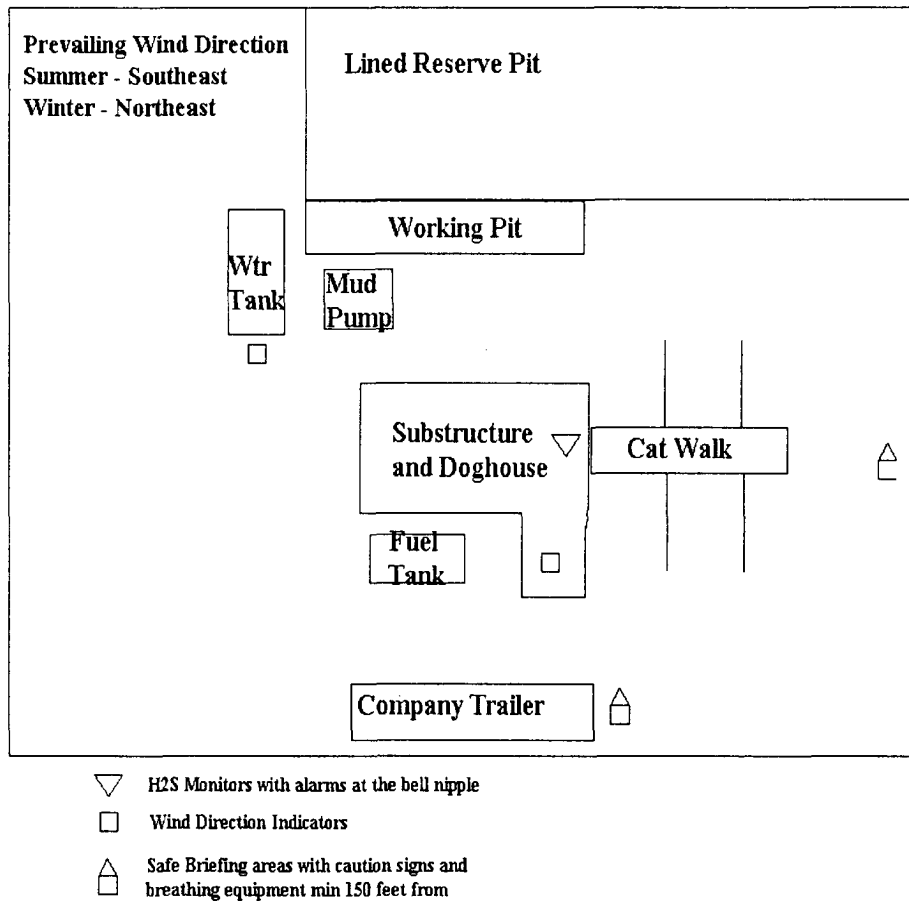 Prevailing Wind Direction
Summer - Southeast
Winter - Northeast
Lined Reserve Pit
Working Pit
Wtr
Tank
Mud
Pump
Substructure
and Doghouse
Cat Walk
Fuel
Tank
Company Trailer
H2S Monitors with alarms at the bell nipple
Wind Direction Indicators
Safe Briefing areas with caution signs and
breathing equipment min 150 feet from